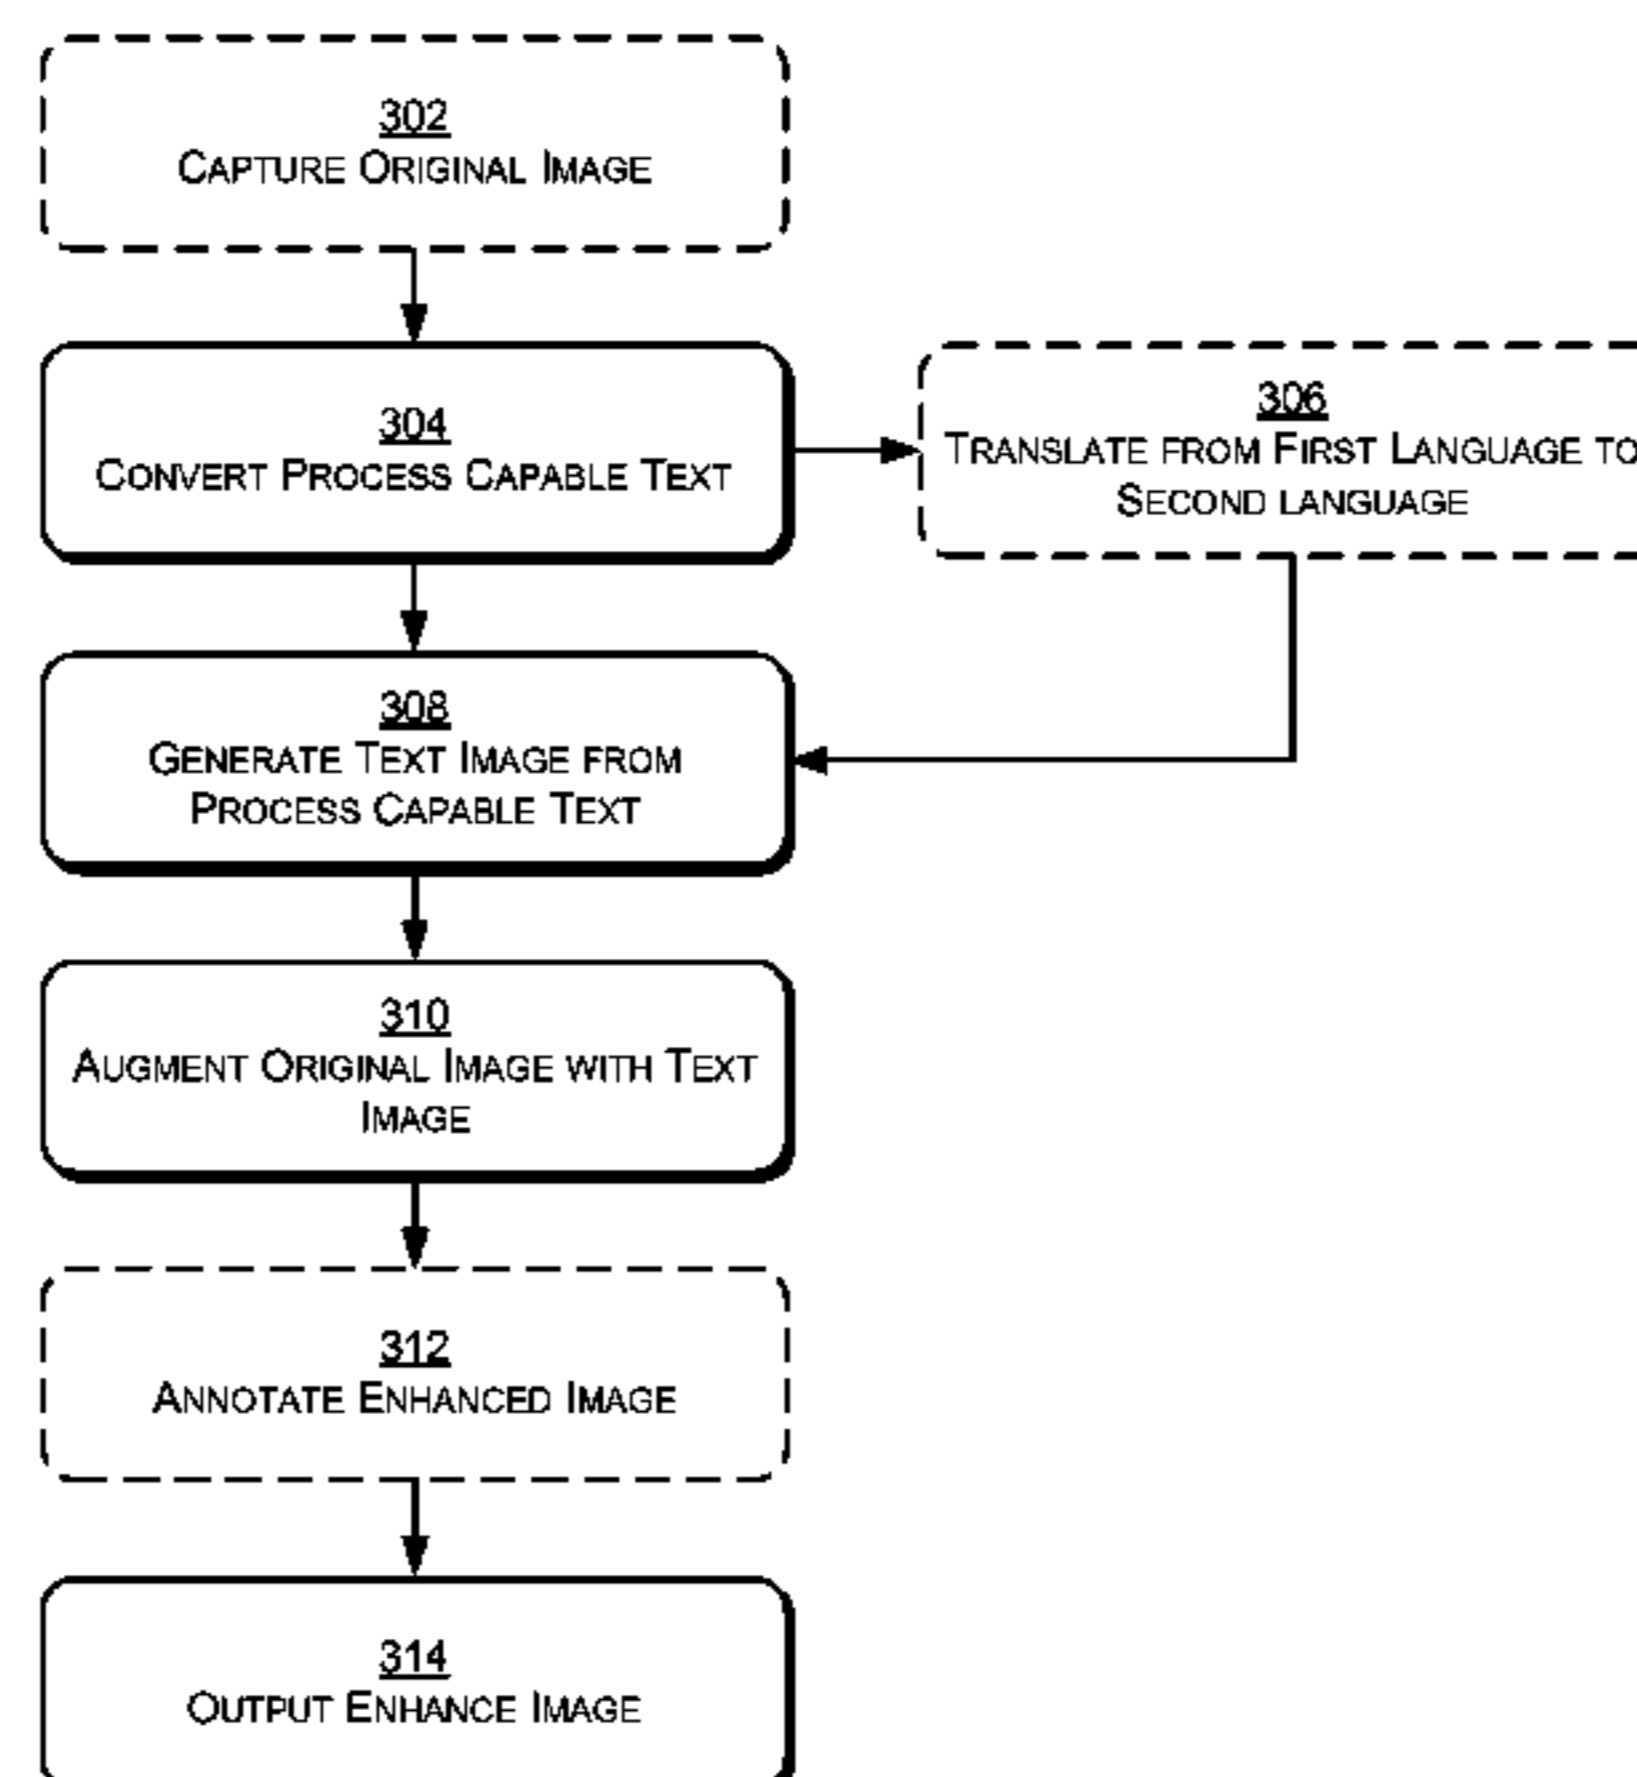 302
CAPTURE ORIGINAL IMAGE
304
CONVERT PROCESS CAPABLE TEXT
306
TRANSLATE FROM FIRST LANGUAGE TO
SECOND LANGUAGE
308
GENERATE TEXT IMAGE FROM
PROCESS CAPABLE TEXT
310
AUGMENT ORIGINAL IMAGE WITH TEXT
IMAGE
312
ANNOTATE ENHANCED IMAGE
314
OUTPUT ENHANCE IMAGE